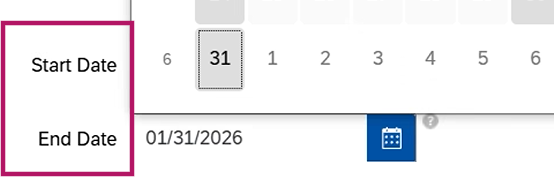 Start Date 6 31 1 2 3 4 5 6
End Date 01/31/2026 ?